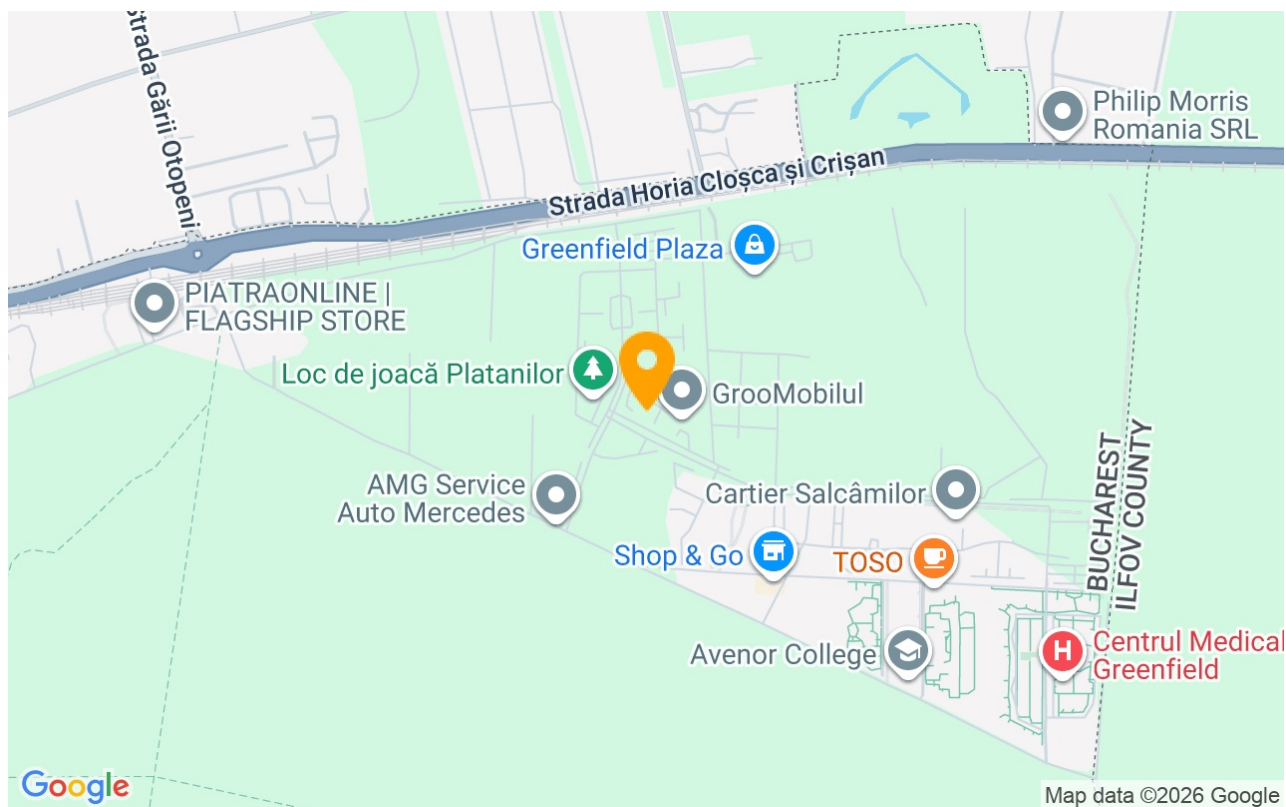 Strada Gării Otopeni
Philip Morris
Romania SRL
Strada Horia Cloșca și Crișan
Greenfield Plaza
PIATRAONLINE |
FLAGSHIP STORE
Loc de joacă Platanilor
GrooMobilul
AMG Service
Auto Mercedes
Cartier Salcâmilor
BUCHAREST
ILFOV COUNTY
Shop & Go
TOSO
Avenor College
H
Centrul Medical
Greenfield
Google
Map data ©2026 Google